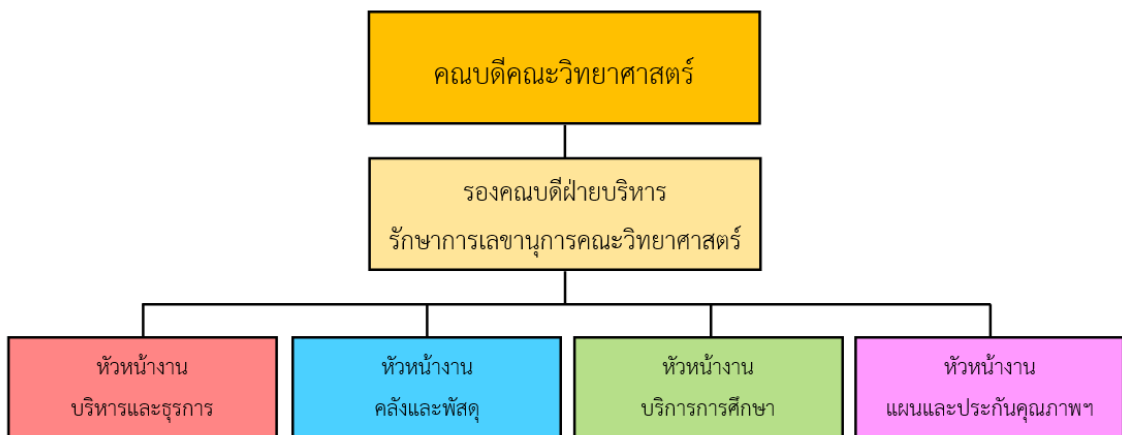 คณบดีคณะวิทยาศาสตร์
รองคณบดีฝ่ายบริหาร
รักษาการเลขานุการคณะวิทยาศาสตร์
หัวหน้างาน
บริหารและธุรการ
หัวหน้างาน
คลังและพัสดุ
หัวหน้างาน
บริการการศึกษา
หัวหน้างาน
แผนและประกันคุณภาพฯ